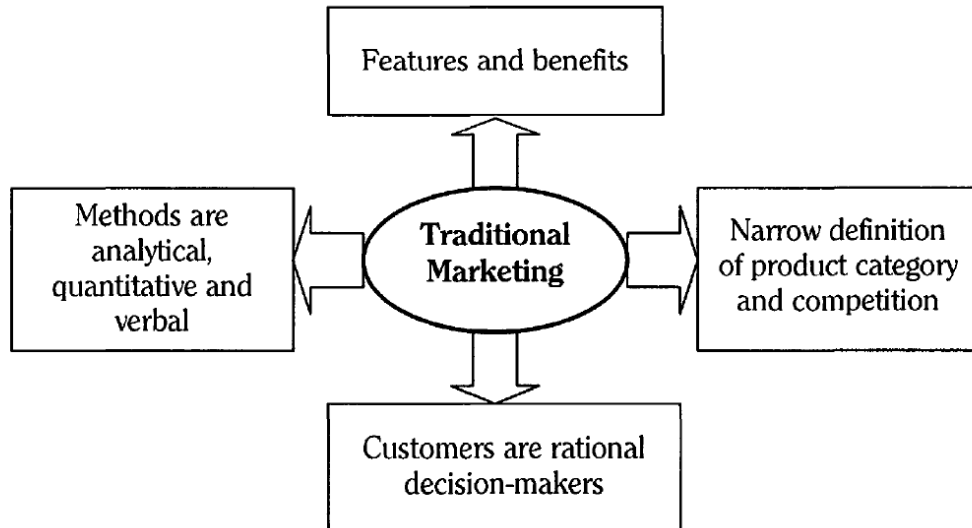 Features and benefits
Methods are
analytical,
quantitative and
verbal
Traditional
Marketing
Narrow definition
of product category
and competition
Customers are rational
decision-makers